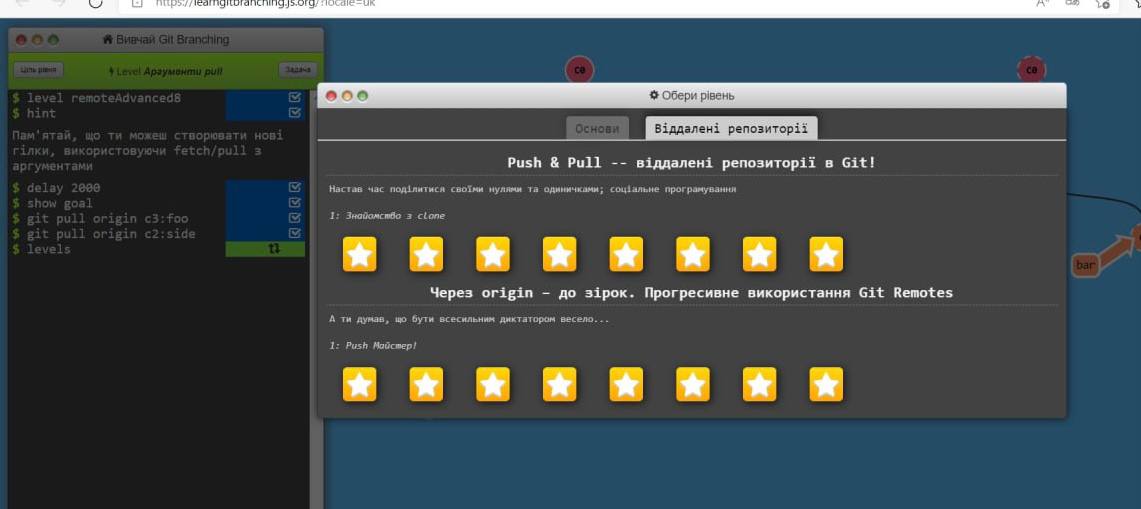 https://learngitbranching.js.org/?locale=uk
Вивчай Git Branching
Ціль рівня
Level Аргументи pull
Задача
$ level remoteAdvanced8
$ hint
Пам'ятай, що ти можеш створювати нові
гілки, використовуючи fetch/pull з
аргументами
$ delay 2000
$ show goal
$ git pull origin c3:foo
$ git pull origin c2:side
$ levels
c0
c0
Обери рівень
Основи
Віддалені репозиторії
Push & Pull -- віддалені репозиторії в Git!
Настав час поділитися своїми нулями та одиничками; соціальне програмування
1: Знайомство з clone
Через origin – до зірок. Прогресивне використання Git Remotes
А ти думав, що бути всесильним диктатором весело...
1: Push Майстер!
bar